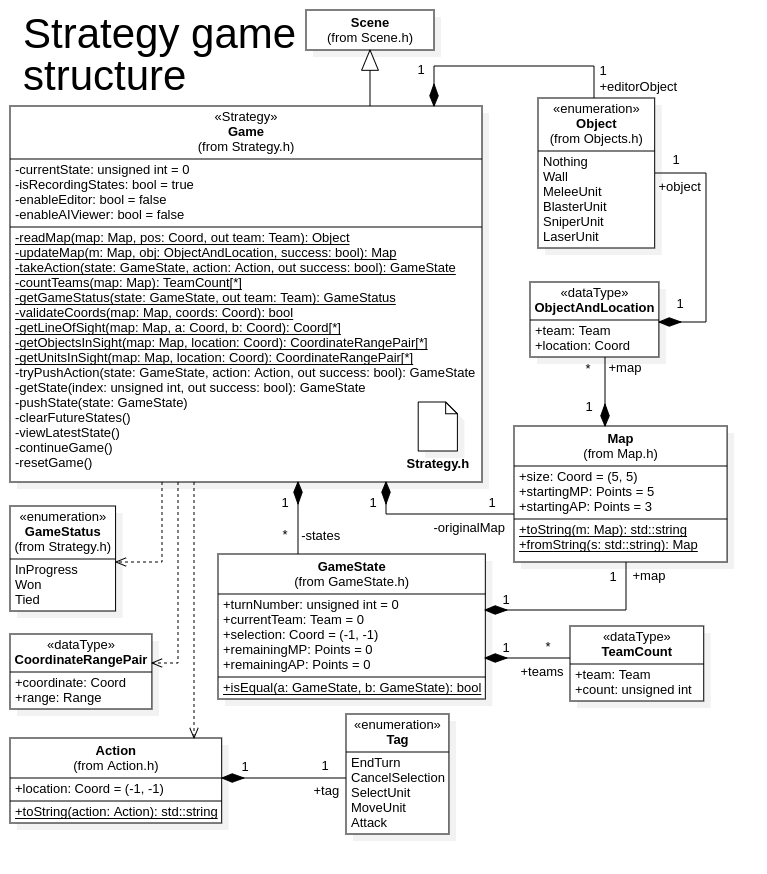 Strategy game
structure
Scene
(from Scene.h)
1
1
+editorObject
«Strategy»
Game
(from Strategy.h)
-currentState: unsigned int = 0
-isRecordingStates: bool = true
-enableEditor: bool = false
-enableAIViewer: bool = false
-readMap(map: Map, pos: Coord, out team: Team): Object
-updateMap(m: Map, obj: ObjectAndLocation, success: bool): Map
-takeAction(state: GameState, action: Action, out success: bool): GameState
-countTeams(map: Map): TeamCount[*]
-getGameStatus(state: GameState, out team: Team): GameStatus
-validateCoords(map: Map, coords: Coord): bool
-getLineOfSight(map: Map, a: Coord, b: Coord): Coord[*]
-getObjectsInSight(map: Map, location: Coord): CoordinateRangePair[*]
-getUnitsInSight(map: Map, location: Coord): CoordinateRangePair[*]
-tryPushAction(state: GameState, action: Action, out success: bool): GameState
-getState(index: unsigned int, out success: bool): GameState
-pushState(state: GameState)
-clearFutureStates()
-viewLatestState()
-continueGame()
-resetGame()
Strategy.h
«enumeration»
Object
(from Objects.h)
Nothing
Wall
MeleeUnit
BlasterUnit
SniperUnit
LaserUnit
1
+object
«dataType»
ObjectAndLocation
+team: Team
+location: Coord
1
*
+map
1
Map
(from Map.h)
+size: Coord = (5, 5)
+startingMP: Points = 5
+startingAP: Points = 3
+toString(m: Map): std::string
+fromString(s: std::string): Map
1
1
1
*
-states
-originalMap
«enumeration»
GameStatus
(from Strategy.h)
InProgress
Won
Tied
GameState
(from GameState.h)
+turnNumber: unsigned int = 0
+currentTeam: Team = 0
+selection: Coord = (-1, -1)
+remainingMP: Points = 0
+remainingAP: Points = 0
+isEqual(a: GameState, b: GameState): bool
1
+map
1
1
*
+teams
«dataType»
TeamCount
+team: Team
+count: unsigned int
«dataType»
CoordinateRangePair
+coordinate: Coord
+range: Range
Action
(from Action.h)
+location: Coord = (-1, -1)
+toString(action: Action): std::string
1
1
+tag
«enumeration»
Tag
EndTurn
CancelSelection
SelectUnit
MoveUnit
Attack